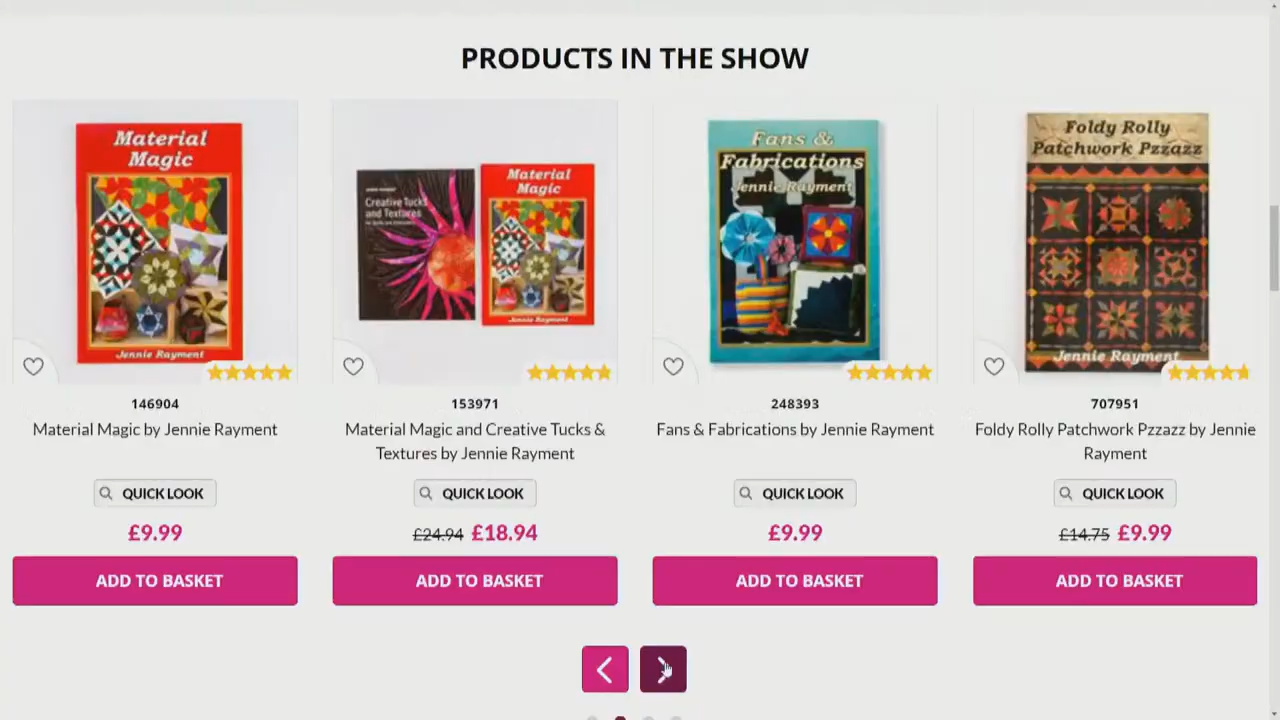 PRODUCTS IN THE SHOW
Material
Magic
Jennie Rayment
JENNIE RAYMENT
Creative Tucks
and Textures
Material
Magic
Jennie Rayment
Fans &
Fabrications
Jennie Rayment
Foldy Rolly
Patchwork Pzzazz
Jennie Rayment
146904
Material Magic by Jennie Rayment
QUICK LOOK
£9.99
ADD TO BASKET
153971
Material Magic and Creative Tucks &
Textures by Jennie Rayment
QUICK LOOK
£24.94 £18.94
ADD TO BASKET
248393
Fans & Fabrications by Jennie Rayment
QUICK LOOK
£9.99
ADD TO BASKET
707951
Foldy Rolly Patchwork Pzzazz by Jennie
Rayment
QUICK LOOK
£14.75 £9.99
ADD TO BASKET